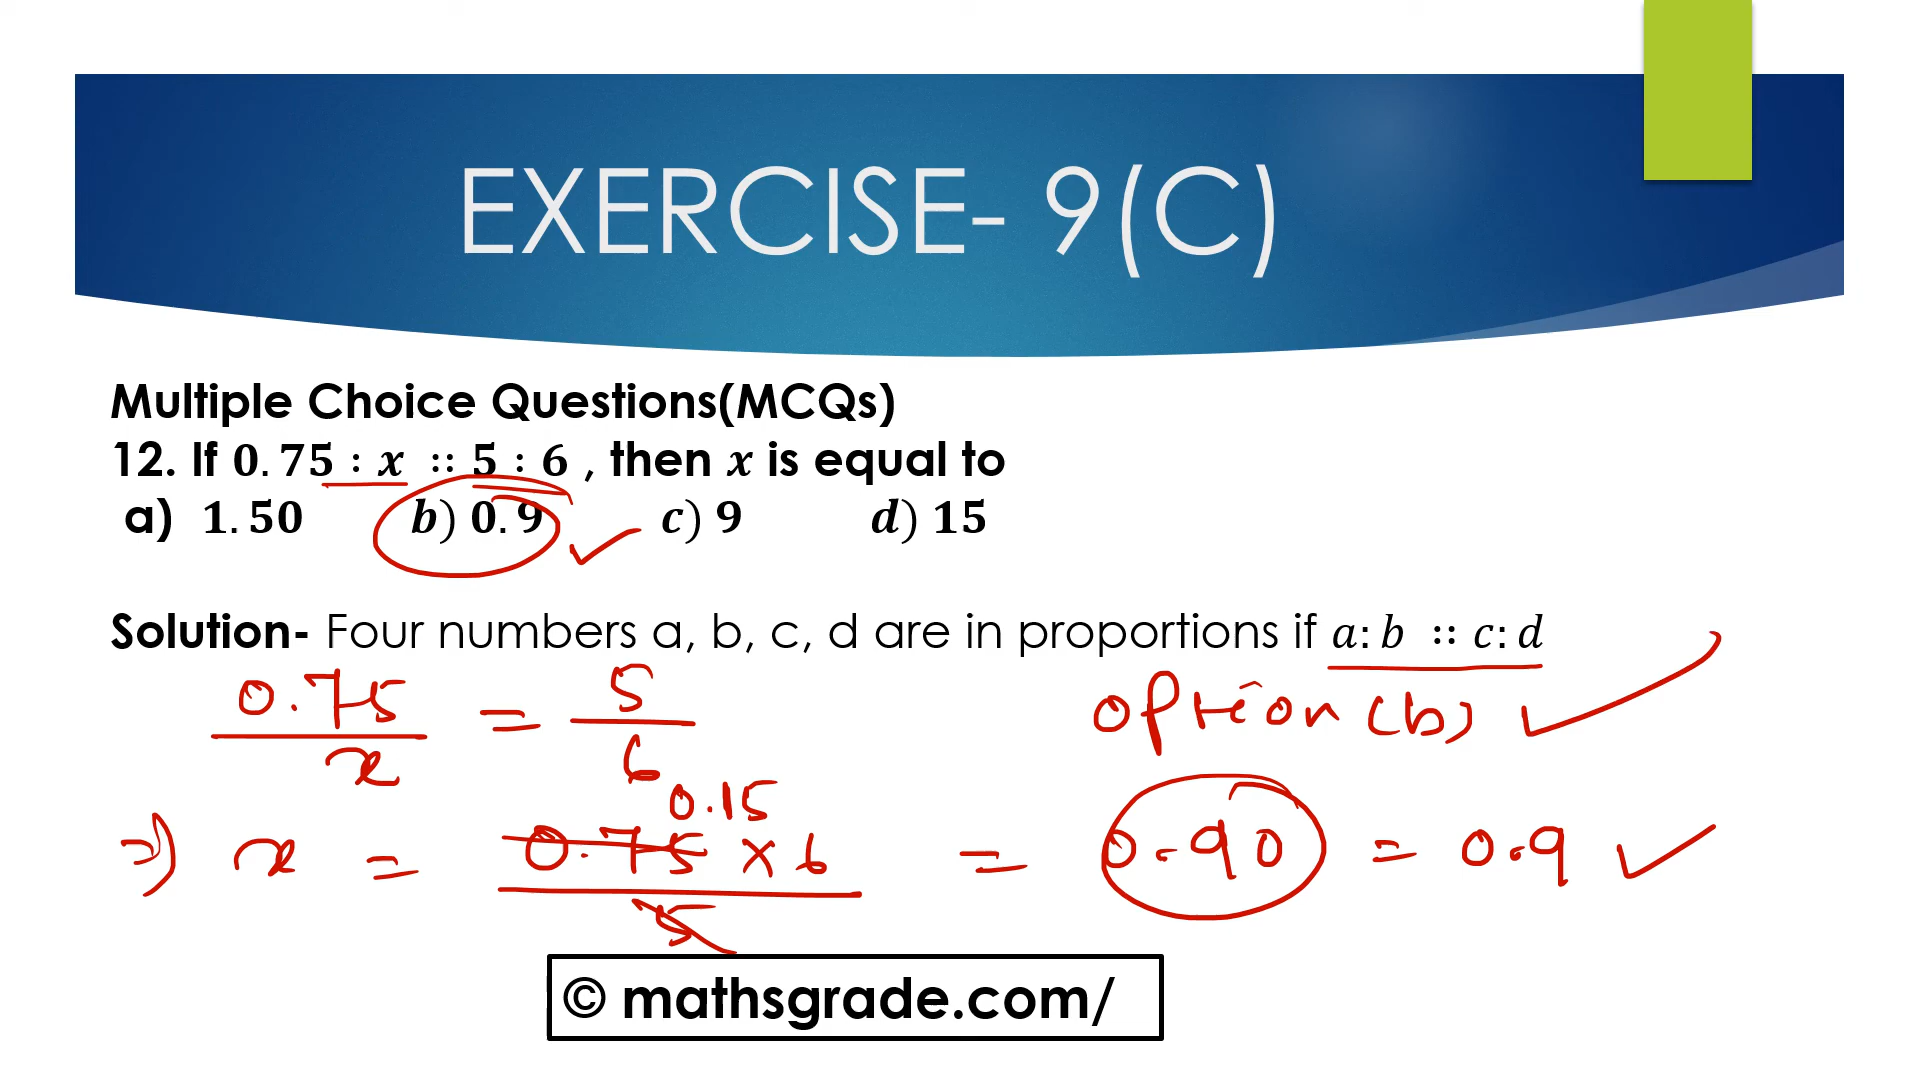 EXERCISE- 9(C)
Multiple Choice Questions(MCQs)
12. If 0.75 : x :: 5 : 6 , then x is equal to
a) 1.50 b) 0.9 c) 9 d) 15
Solution- Four numbers a, b, c, d are in proportions if a: b :: c: d
0.75/x = 5/6
option (b)
0.15
⇒ x = 0.75 × 6 / 5 = 0.90 = 0.9
© mathsgrade.com/